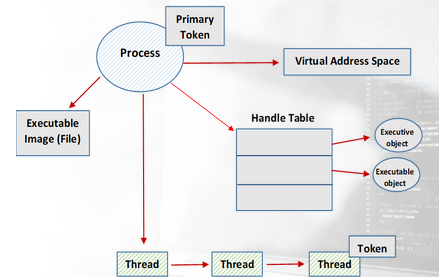 Primary
Token
Process
Virtual Address Space
Executable
Image (File)
Handle Table
Executive
object
Executable
object
Thread
Thread
Thread
Token